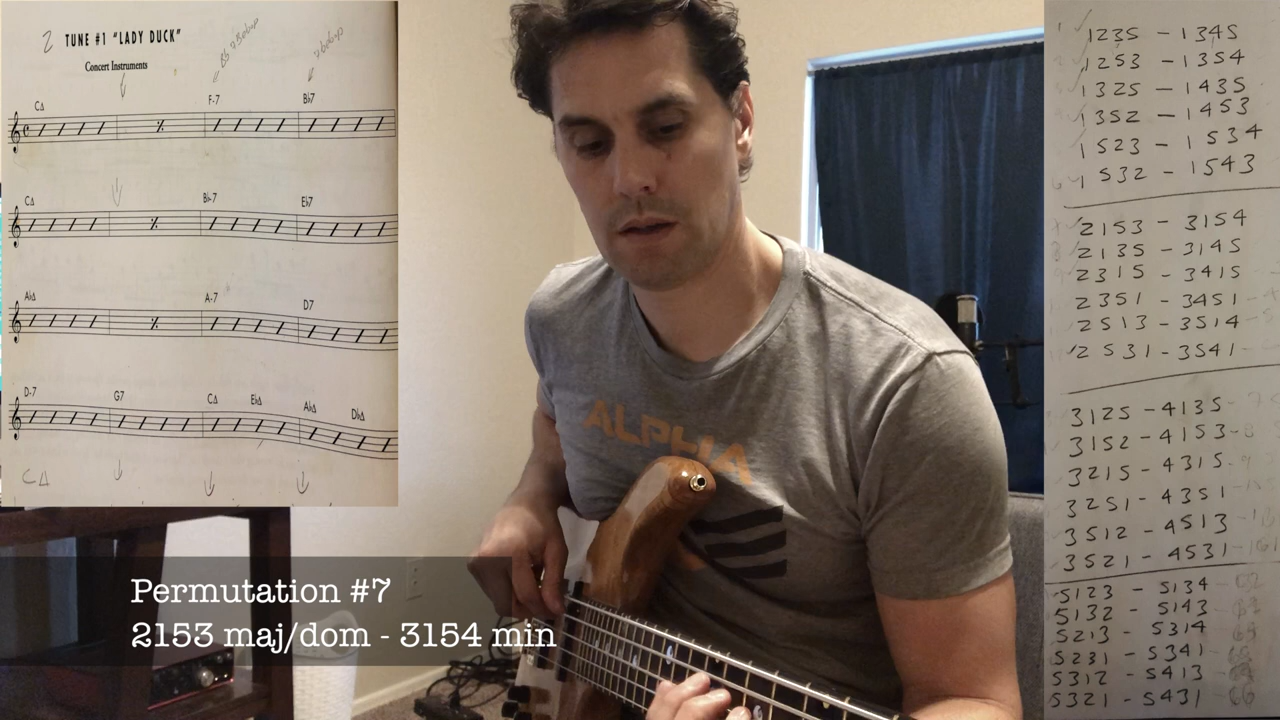 2 TUNE #1 "LADY DUCK"
Concert Instruments
7 bebop
C∆ F-7 B♭7
C∆ B♭-7 E♭7
A♭∆ A-7 D7
D-7 G7 C∆ E♭∆ A♭∆ D♭∆
C∆
ALPHA
Permutation #7
2153 maj/dom - 3154 min
1235 - 1345
1253 - 1354
1325 - 1435
1352 - 1453
1523 - 1534
1532 - 1543
2153 - 3154
2135 - 3145
2315 - 3415
2351 - 3451
2513 - 3514
2531 - 3541
3125 - 4135
3152 - 4153
3215 - 4315
3251 - 4351
3512 - 4513
3521 - 4531
5123 - 5134
5132 - 5143
5213 - 5314
5231 - 5341
5312 - 5413
5321 - 5431